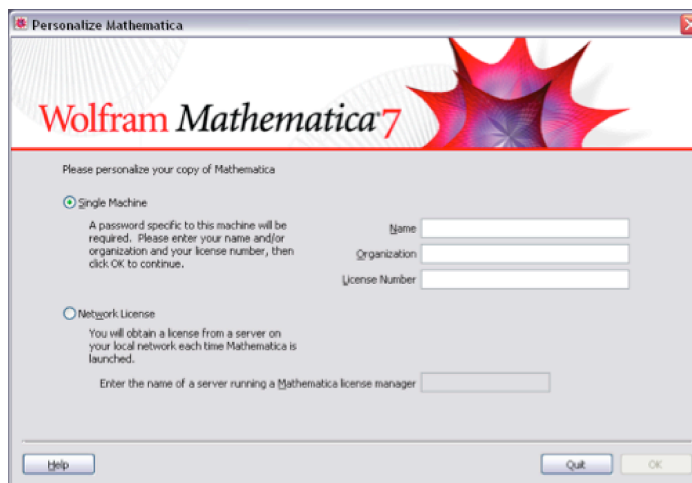 Personalize Mathematica
Wolfram Mathematica 7
Please personalize your copy of Mathematica
Single Machine
A password specific to this machine will be
required. Please enter your name and/or
organization and your license number, then
click OK to continue.
Name
Organization
License Number
Network License
You will obtain a license from a server on
your local network each time Mathematica is
launched.
Enter the name of a server running a Mathematica license manager
Help
Quit
OK